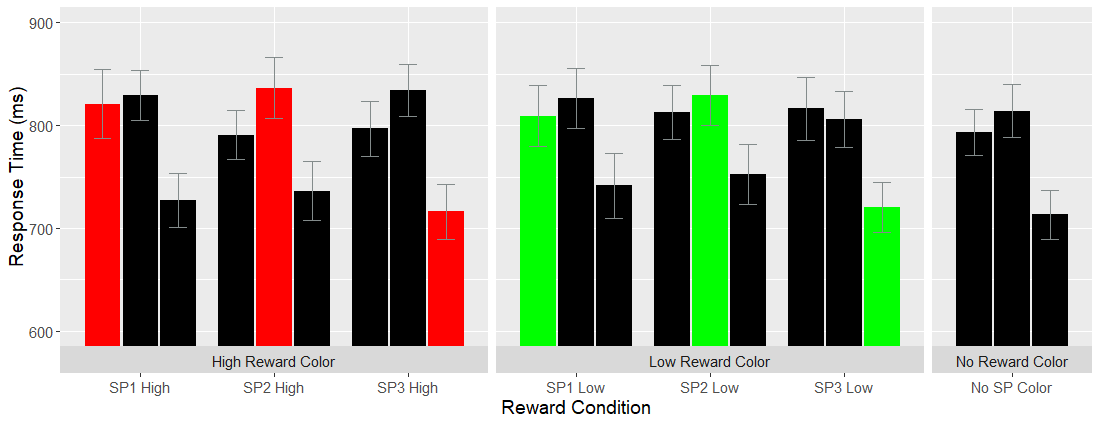 Response Time (ms)
900
800
700
600
High Reward Color
Low Reward Color
No Reward Color
SP1 High
SP2 High
SP3 High
SP1 Low
SP2 Low
SP3 Low
No SP Color
Reward Condition